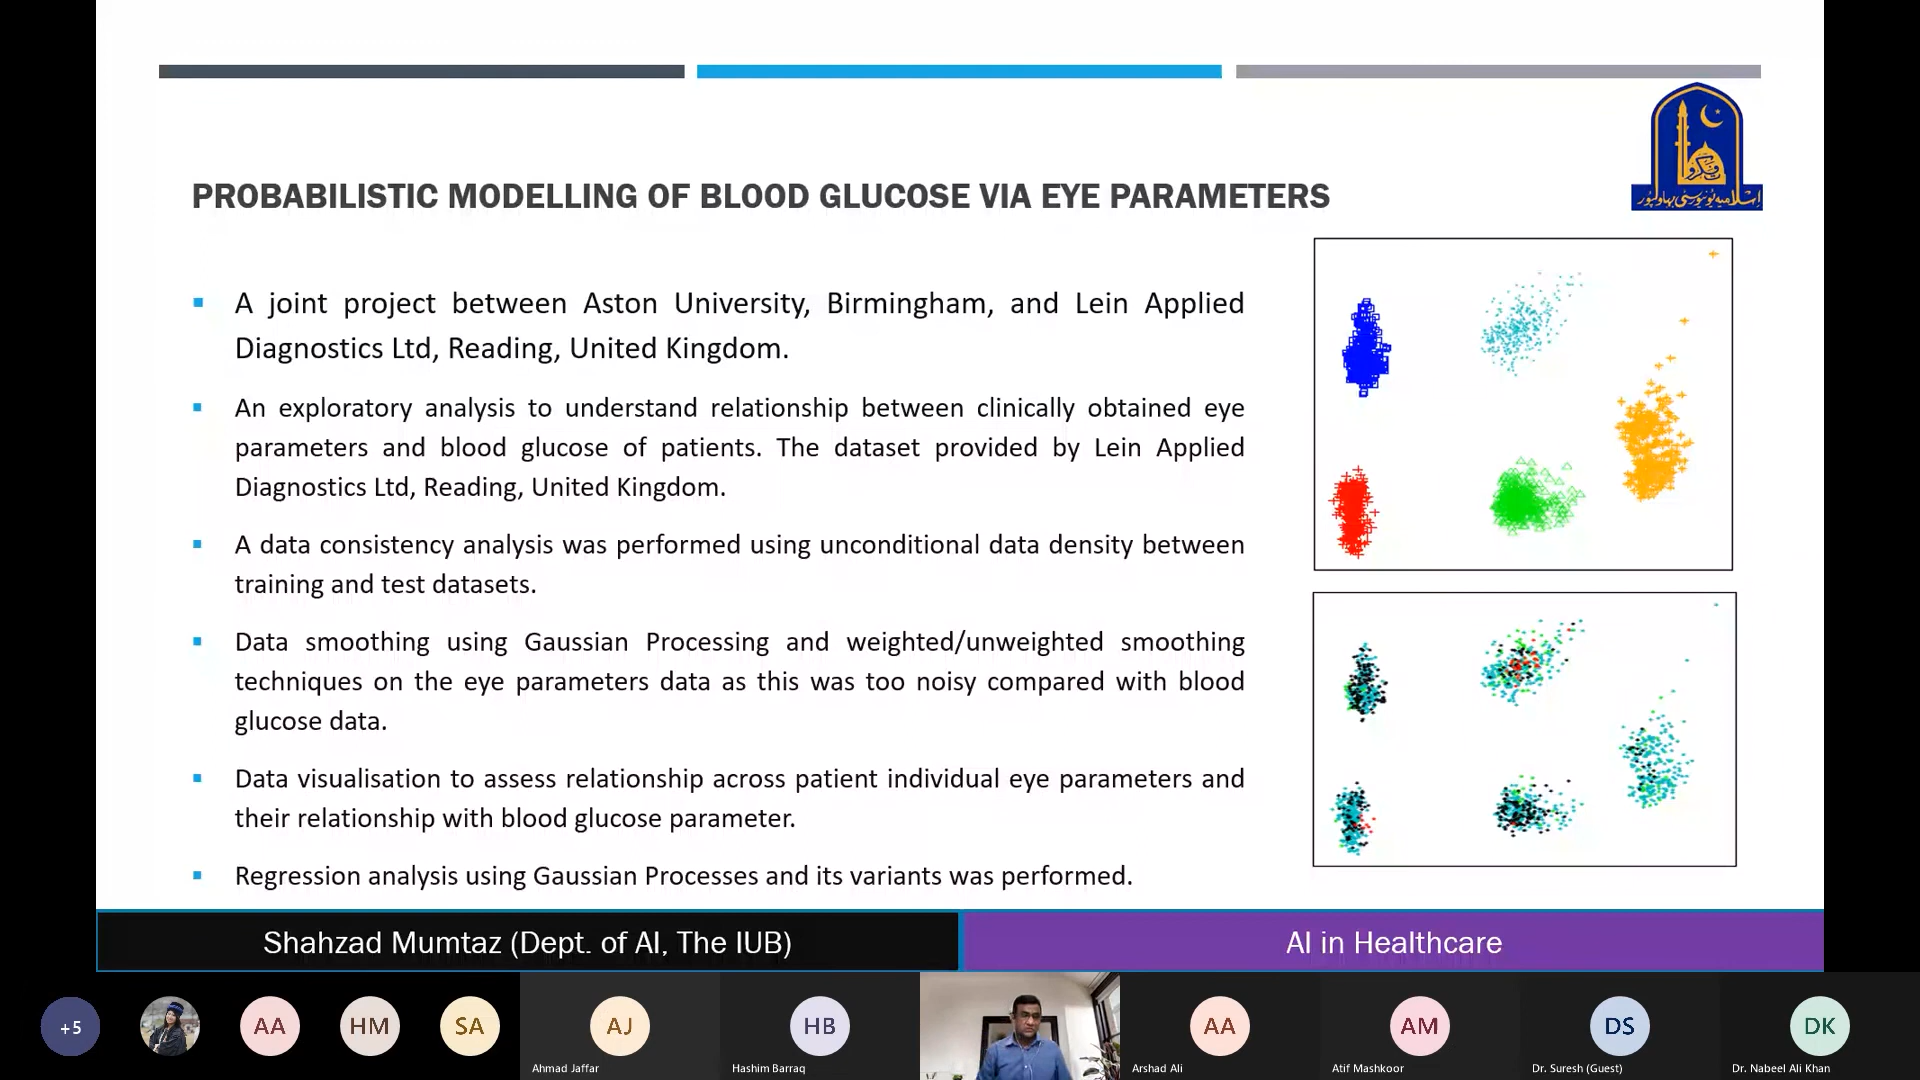 PROBABILISTIC MODELLING OF BLOOD GLUCOSE VIA EYE PARAMETERS
اسلامیہ یونیورسٹی بہاولپور
A joint project between Aston University, Birmingham, and Lein Applied
Diagnostics Ltd, Reading, United Kingdom.
An exploratory analysis to understand relationship between clinically obtained eye
parameters and blood glucose of patients. The dataset provided by Lein Applied
Diagnostics Ltd, Reading, United Kingdom.
A data consistency analysis was performed using unconditional data density between
training and test datasets.
Data smoothing using Gaussian Processing and weighted/unweighted smoothing
techniques on the eye parameters data as this was too noisy compared with blood
glucose data.
Data visualisation to assess relationship across patient individual eye parameters and
their relationship with blood glucose parameter.
Regression analysis using Gaussian Processes and its variants was performed.
Shahzad Mumtaz (Dept. of AI, The IUB)
AI in Healthcare
+5
AA
HM
SA
AJ
HB
AA
AM
DS
DK
Ahmad Jaffar
Hashim Barraq
Arshad Ali
Atif Mashkoor
Dr. Suresh (Guest)
Dr. Nabeel Ali Khan